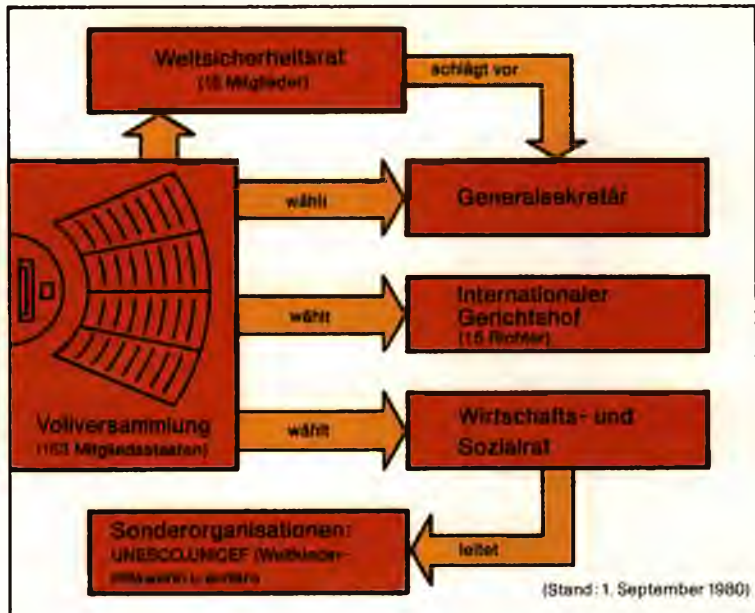 Weltsicherheitsrat
(15 Mitglieder)
schlägt vor
wählt
Generalsekretär
wählt
Internationaler
Gerichtshof
(15 Richter)
Vollversammlung
(153 Mitgliedsstaaten)
wählt
Wirtschafts- und
Sozialrat
Sonderorganisationen:
UNESCO,UNICEF (Weltkinder-
leitet
(Stand: 1. September 1980)